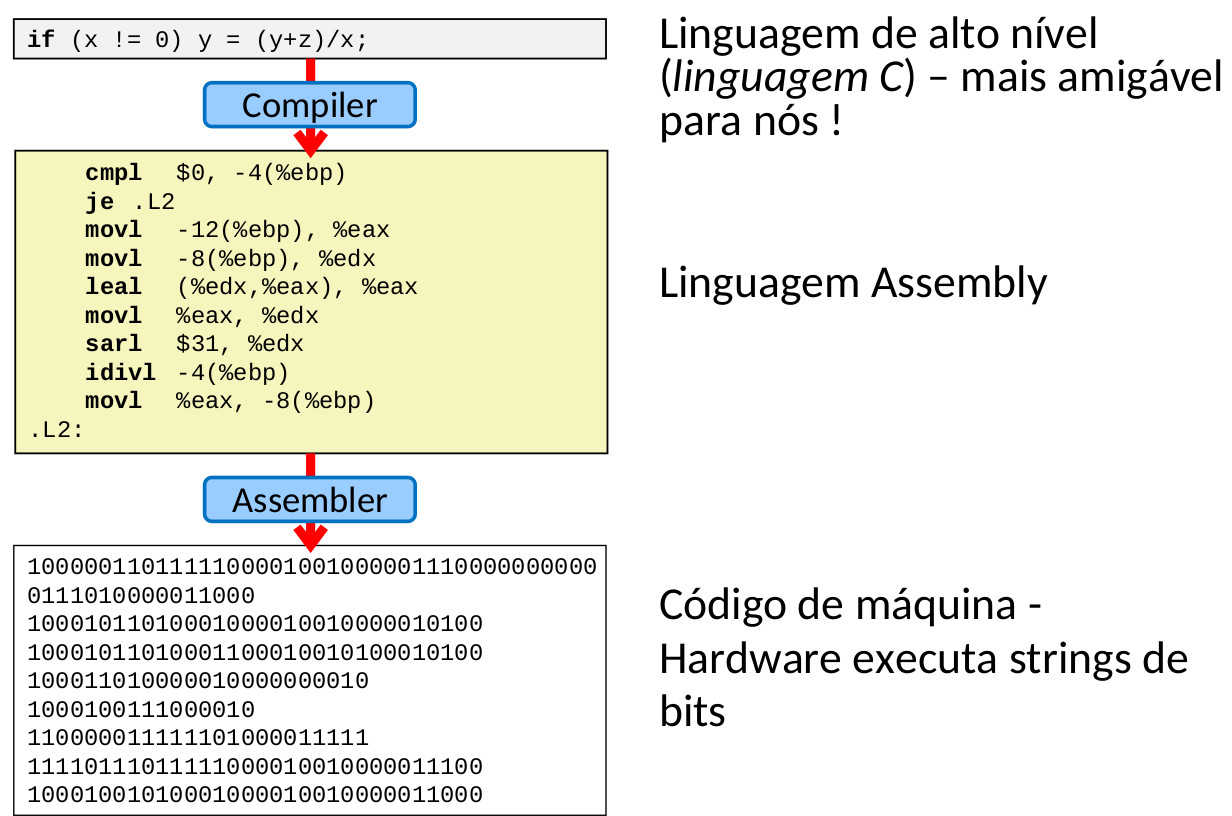 if (x != 0) y = (y+z)/x;
Compiler
cmpl $0, -4(%ebp)
je .L2
movl -12(%ebp), %eax
movl -8(%ebp), %edx
leal (%edx,%eax), %eax
movl %eax, %edx
sarl $31, %edx
idivl -4(%ebp)
movl %eax, -8(%ebp)
.L2:
Assembler
1000001101111100001001000001110000000000
0111010000011000
10001011010001000010010000010100
10001011010001100010010100010100
100011010000010000000010
1000100111000010
110000011111101000011111
11110111011111000010010000011100
10001001010001000010010000011000
Linguagem de alto nível
(linguagem C) – mais amigável
para nós !
Linguagem Assembly
Código de máquina -
Hardware executa strings de
bits